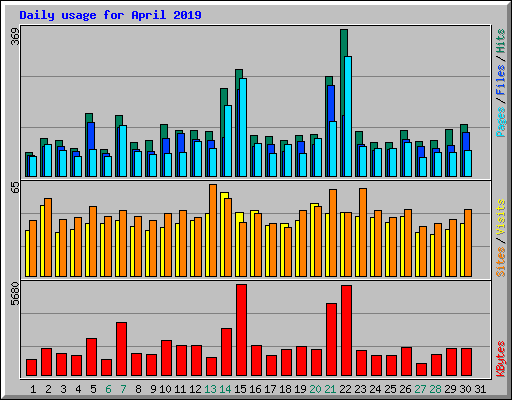 Daily usage for April 2019
369
Pages / Files / Hits
65
Sites / Visits
5680
KBytes
1 2 3 4 5 6 7 8 9 10 11 12 13 14 15 16 17 18 19 20 21 22 23 24 25 26 27 28 29 30 31